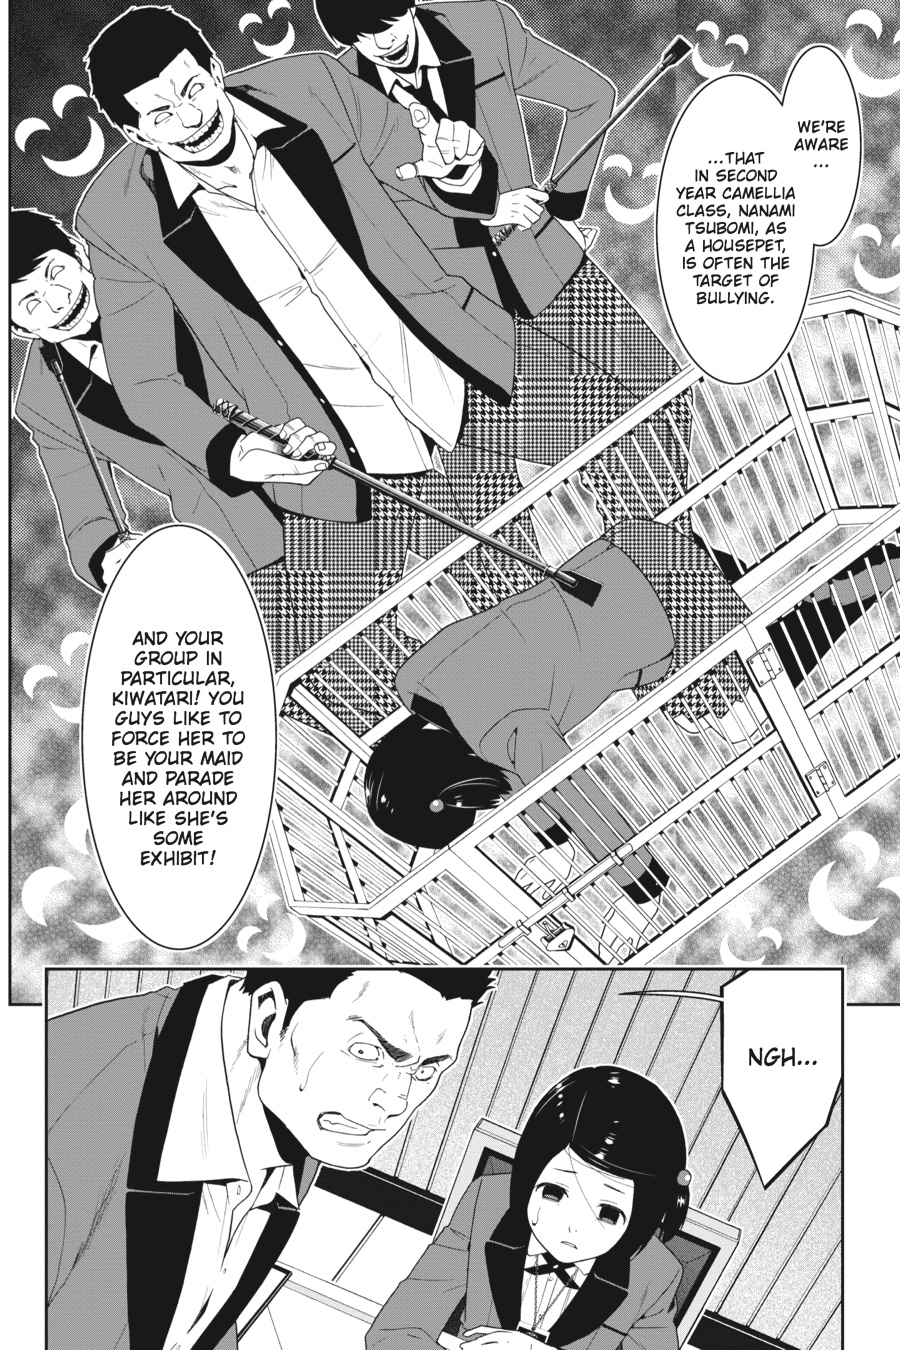 WE'RE
AWARE
...
...THAT
IN SECOND
YEAR CAMELLIA
CLASS, NANAMI
TSUBOMI, AS
A HOUSEPET,
IS OFTEN THE
TARGET OF
BULLYING.
AND YOUR
GROUP IN
PARTICULAR,
KIWATARI! YOU
GUYS LIKE TO
FORCE HER TO
BE YOUR MAID
AND PARADE
HER AROUND
LIKE SHE'S
SOME
EXHIBIT!
NGH...